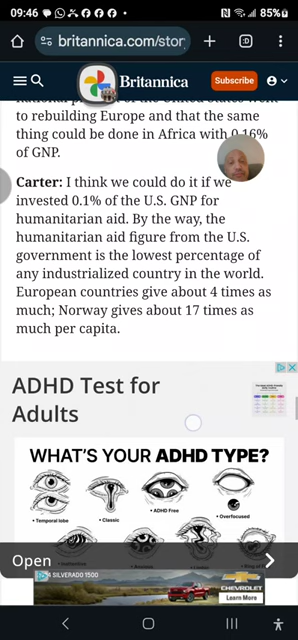 09:45
85%
britannica.com/stor
Britannica
Subscribe
to rebuilding Europe and that the same
thing could be done in Africa with 0.16%
of GNP.
Carter: I think we could do it if we
invested 0.1% of the U.S. GNP for
humanitarian aid. By the way, the
humanitarian aid figure from the U.S.
government is the lowest percentage of
any industrialized country in the world.
European countries give about 4 times as
much; Norway gives about 17 times as
much per capita.
ADHD Test for
Adults
WHAT'S YOUR ADHD TYPE?
• Temporal lobe
• Classic
• ADHD Free
• Overfocused
Open
SILVERADO 1500
CHEVROLET
Learn More